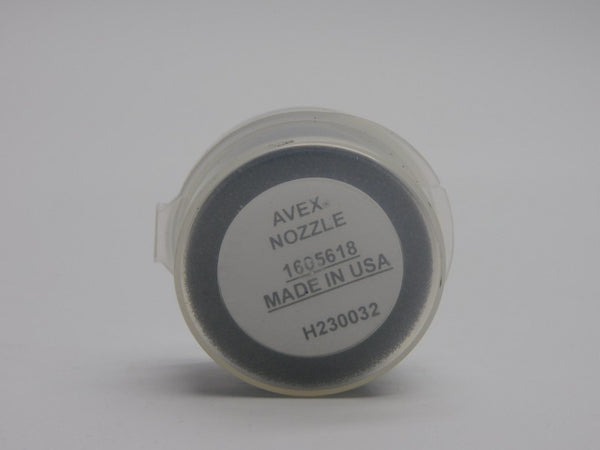 AVEX®
NOZZLE
1605618
MADE IN USA
H230032